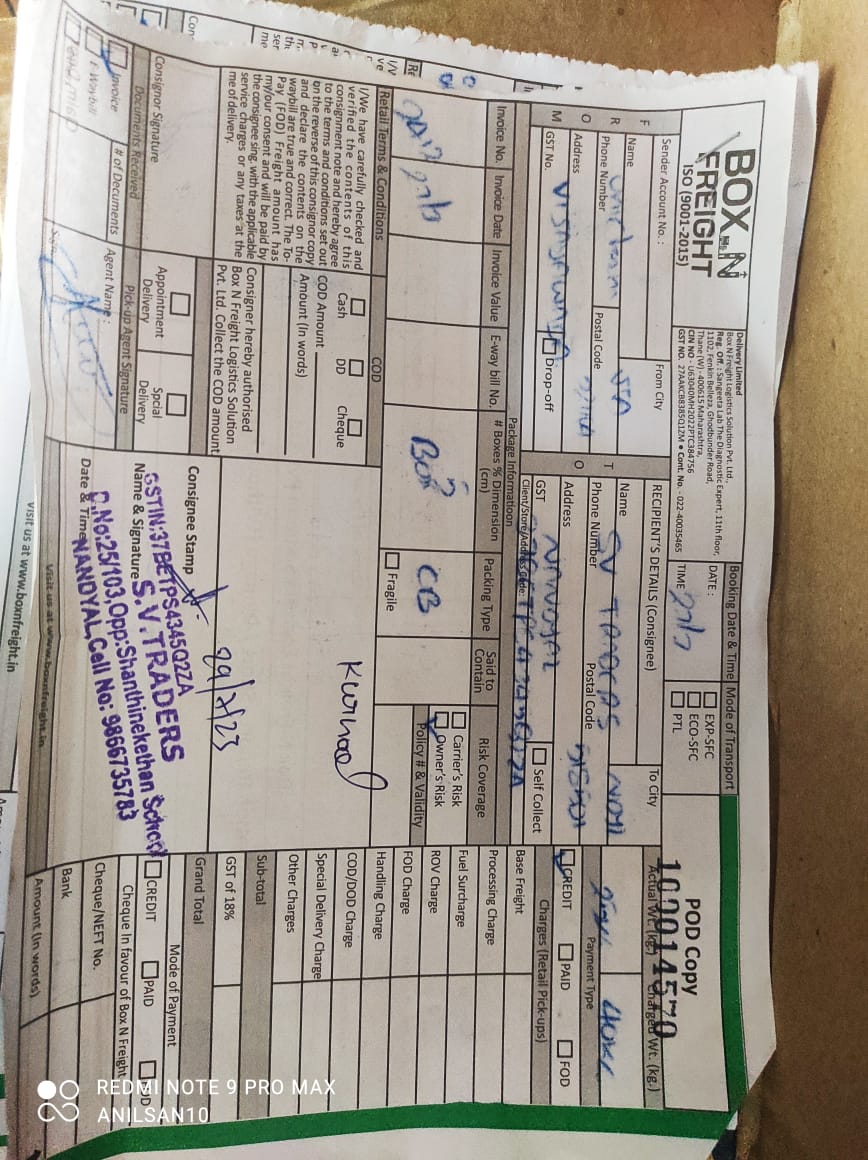 BOX N FREIGHT
ISO (9001-2015)
Delivery Limited
Box N Freight Logistics Solution Pvt. Ltd.,
Reg. Off. : Sangeeta Lab The Diagnostic Expert, 11th floor,
1102, Fenkin Belleza, Ghodbunder Road,
Thane (W) - 400615 Maharashtra,
CIN NO - U63040MH2022PTC384756
GST NO. 27AAKCB8385Q1ZM • Cont. No. - 022-40035465
Booking Date & Time
DATE :
TIME 27/7
Mode of Transport
EXP-SFC
ECO-SFC
PTL
POD Copy
100014570
FROM
Sender Account No. :
From City
Name
Phone Number
Postal Code
Address VIJAYAWADA
GST No.
Drop-off
TO
RECIPIENT'S DETAILS (Consignee)
To City
Name SV TRADERS
Phone Number
Postal Code 518501
Address NANDYAL
GST
Self Collect
Client/Store/Address Code:
Actual Wt. (kg.)
Charged Wt. (kg.)
40KG
Payment Type
CREDIT
PAID
FOD
Charges (Retail Pick-ups)
Base Freight
Processing Charge
Fuel Surcharge
ROV Charge
FOD Charge
Handling Charge
COD/DOD Charge
Special Delivery Charge
Other Charges
Sub-total
GST of 18%
Grand Total
Mode of Payment
CREDIT
PAID
Cheque In favour of Box N Freight
Cheque/NEFT No.
Bank
Amount (In words)
Package Informatioon
Invoice No.
Invoice Date
Invoice Value
E-way bill No.
# Boxes % Dimension (cm)
Packing Type
Said to Contain
Risk Coverage
Carrier's Risk
Owner's Risk
Policy # & Validity
27/7
5
Box
CB
Fragile
Retail Terms & Conditions
I/We have carefully checked and
verified the contents of this
consignment note and hereby agree
to the terms and conditions set out
on the reverse of this consignor copy
and declare the contents on the
waybill are true and correct. The To-
Pay (FOD) Freight amount has
my/our consent and will be paid by
the consignee sing. with the applicable
service charges or any taxes at the
me of delivery.
COD
Cash
DD
Cheque
COD Amount
Amount (In words)
Consigner hereby authorised
Box N Freight Logistics Solution
Pvt. Ltd. Collect the COD amount
Kurnool
29/7/23
Consignor Signature
Appointment Delivery
Spcial Delivery
Consignee Stamp
Name & Signature
Date & Time
GSTIN:37BETPS4345Q2ZA
S.V.TRADERS
D.No:25/103,Opp:Shanthinekethan School
NANDYAL,Cell No: 9866735783
Documents Received
Invoice
E-Waybill
# of Documents
Pick-up Agent Signature
Agent Name :
Visit us at www.boxnfreight.in
Visit us at www.boxnfreight.in
REDMI NOTE 9 PRO MAX
ANILSAN10